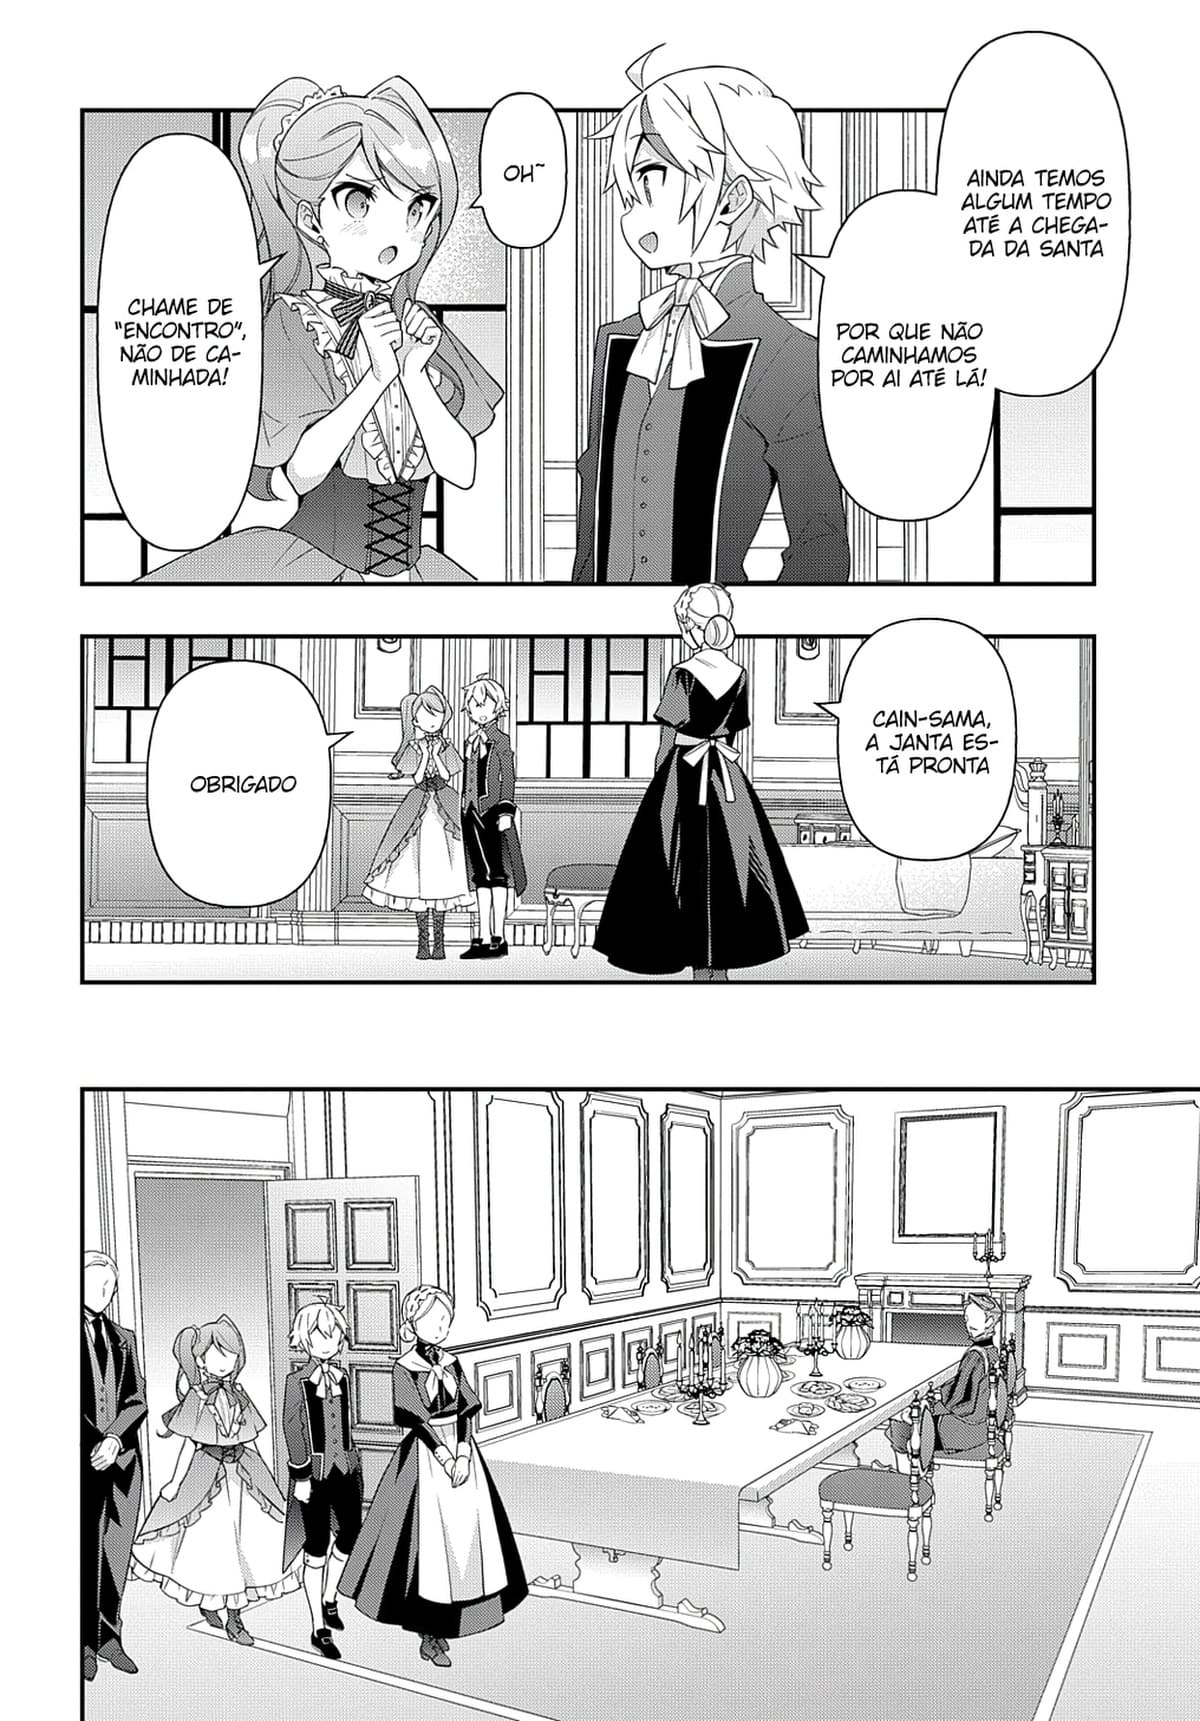 AINDA TEMOS
ALGUM TEMPO
ATÉ A CHEGA-
DA DA SANTA
POR QUE NÃO
CAMINHAMOS
POR AI ATÉ LÁ!
OH~
CHAME DE
"ENCONTRO",
NÃO DE CA-
MINHADA!
CAIN-SAMA,
A JANTA ES-
TÁ PRONTA
OBRIGADO